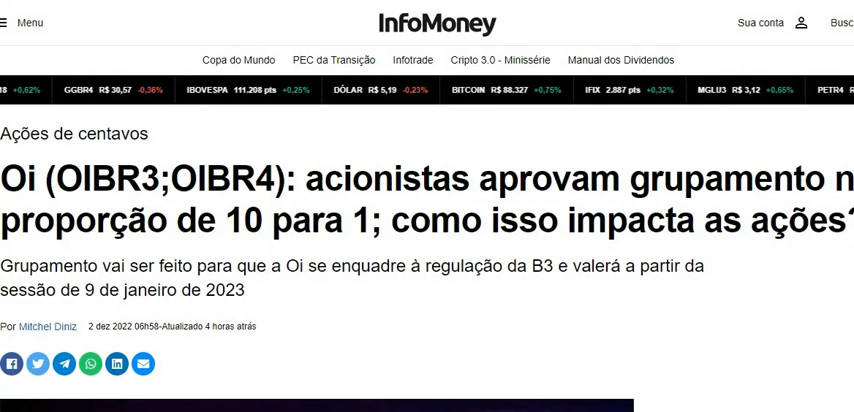 Menu
InfoMoney
Sua conta
Busc
Copa do Mundo PEC da Transição Infotrade Cripto 3.0 - Minissérie Manual dos Dividendos
18 +0,62% GGBR4 R$ 30,57 -0,36% IBOVESPA 111.208 pts +0,25% DÓLAR R$ 5,19 -0,23% BITCOIN R$ 88.327 +0,75% IFIX 2.887 pts +0,32% MGLU3 R$ 3,12 +0,65% PETR4 R
Ações de centavos
Oi (OIBR3;OIBR4): acionistas aprovam grupamento n
proporção de 10 para 1; como isso impacta as ações?
Grupamento vai ser feito para que a Oi se enquadre à regulação da B3 e valerá a partir da
sessão de 9 de janeiro de 2023
Por Mitchel Diniz 2 dez 2022 06h58-Atualizado 4 horas atrás